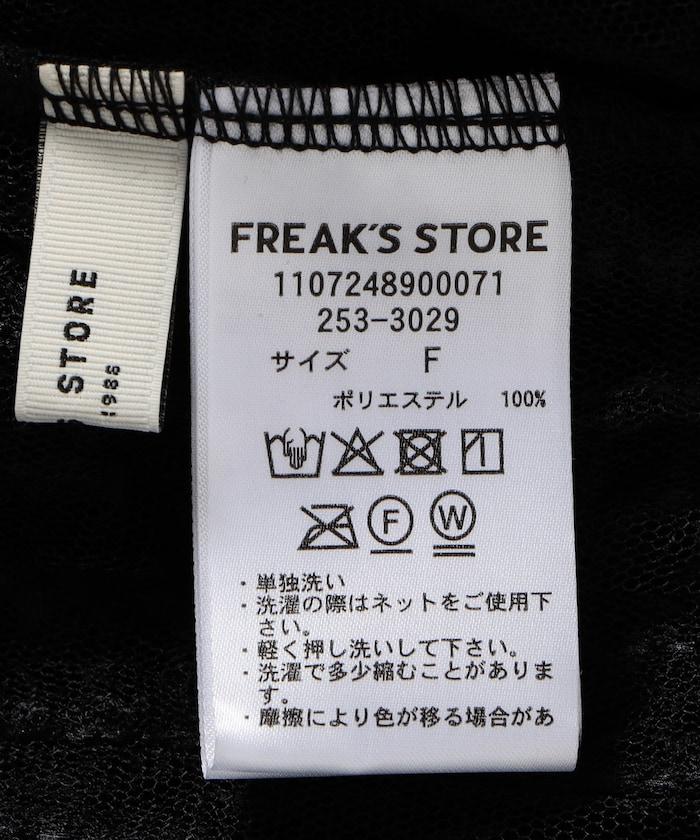 S STORE
1986
FREAK'S STORE
1107248900071
253-3029
サイズ F
ポリエステル 100%
F
W
・単独洗い
・洗濯の際はネットをご使用下
さい。
・軽く押し洗いして下さい。
・洗濯で多少縮むことがありま
す。
・摩擦により色が移る場合があ